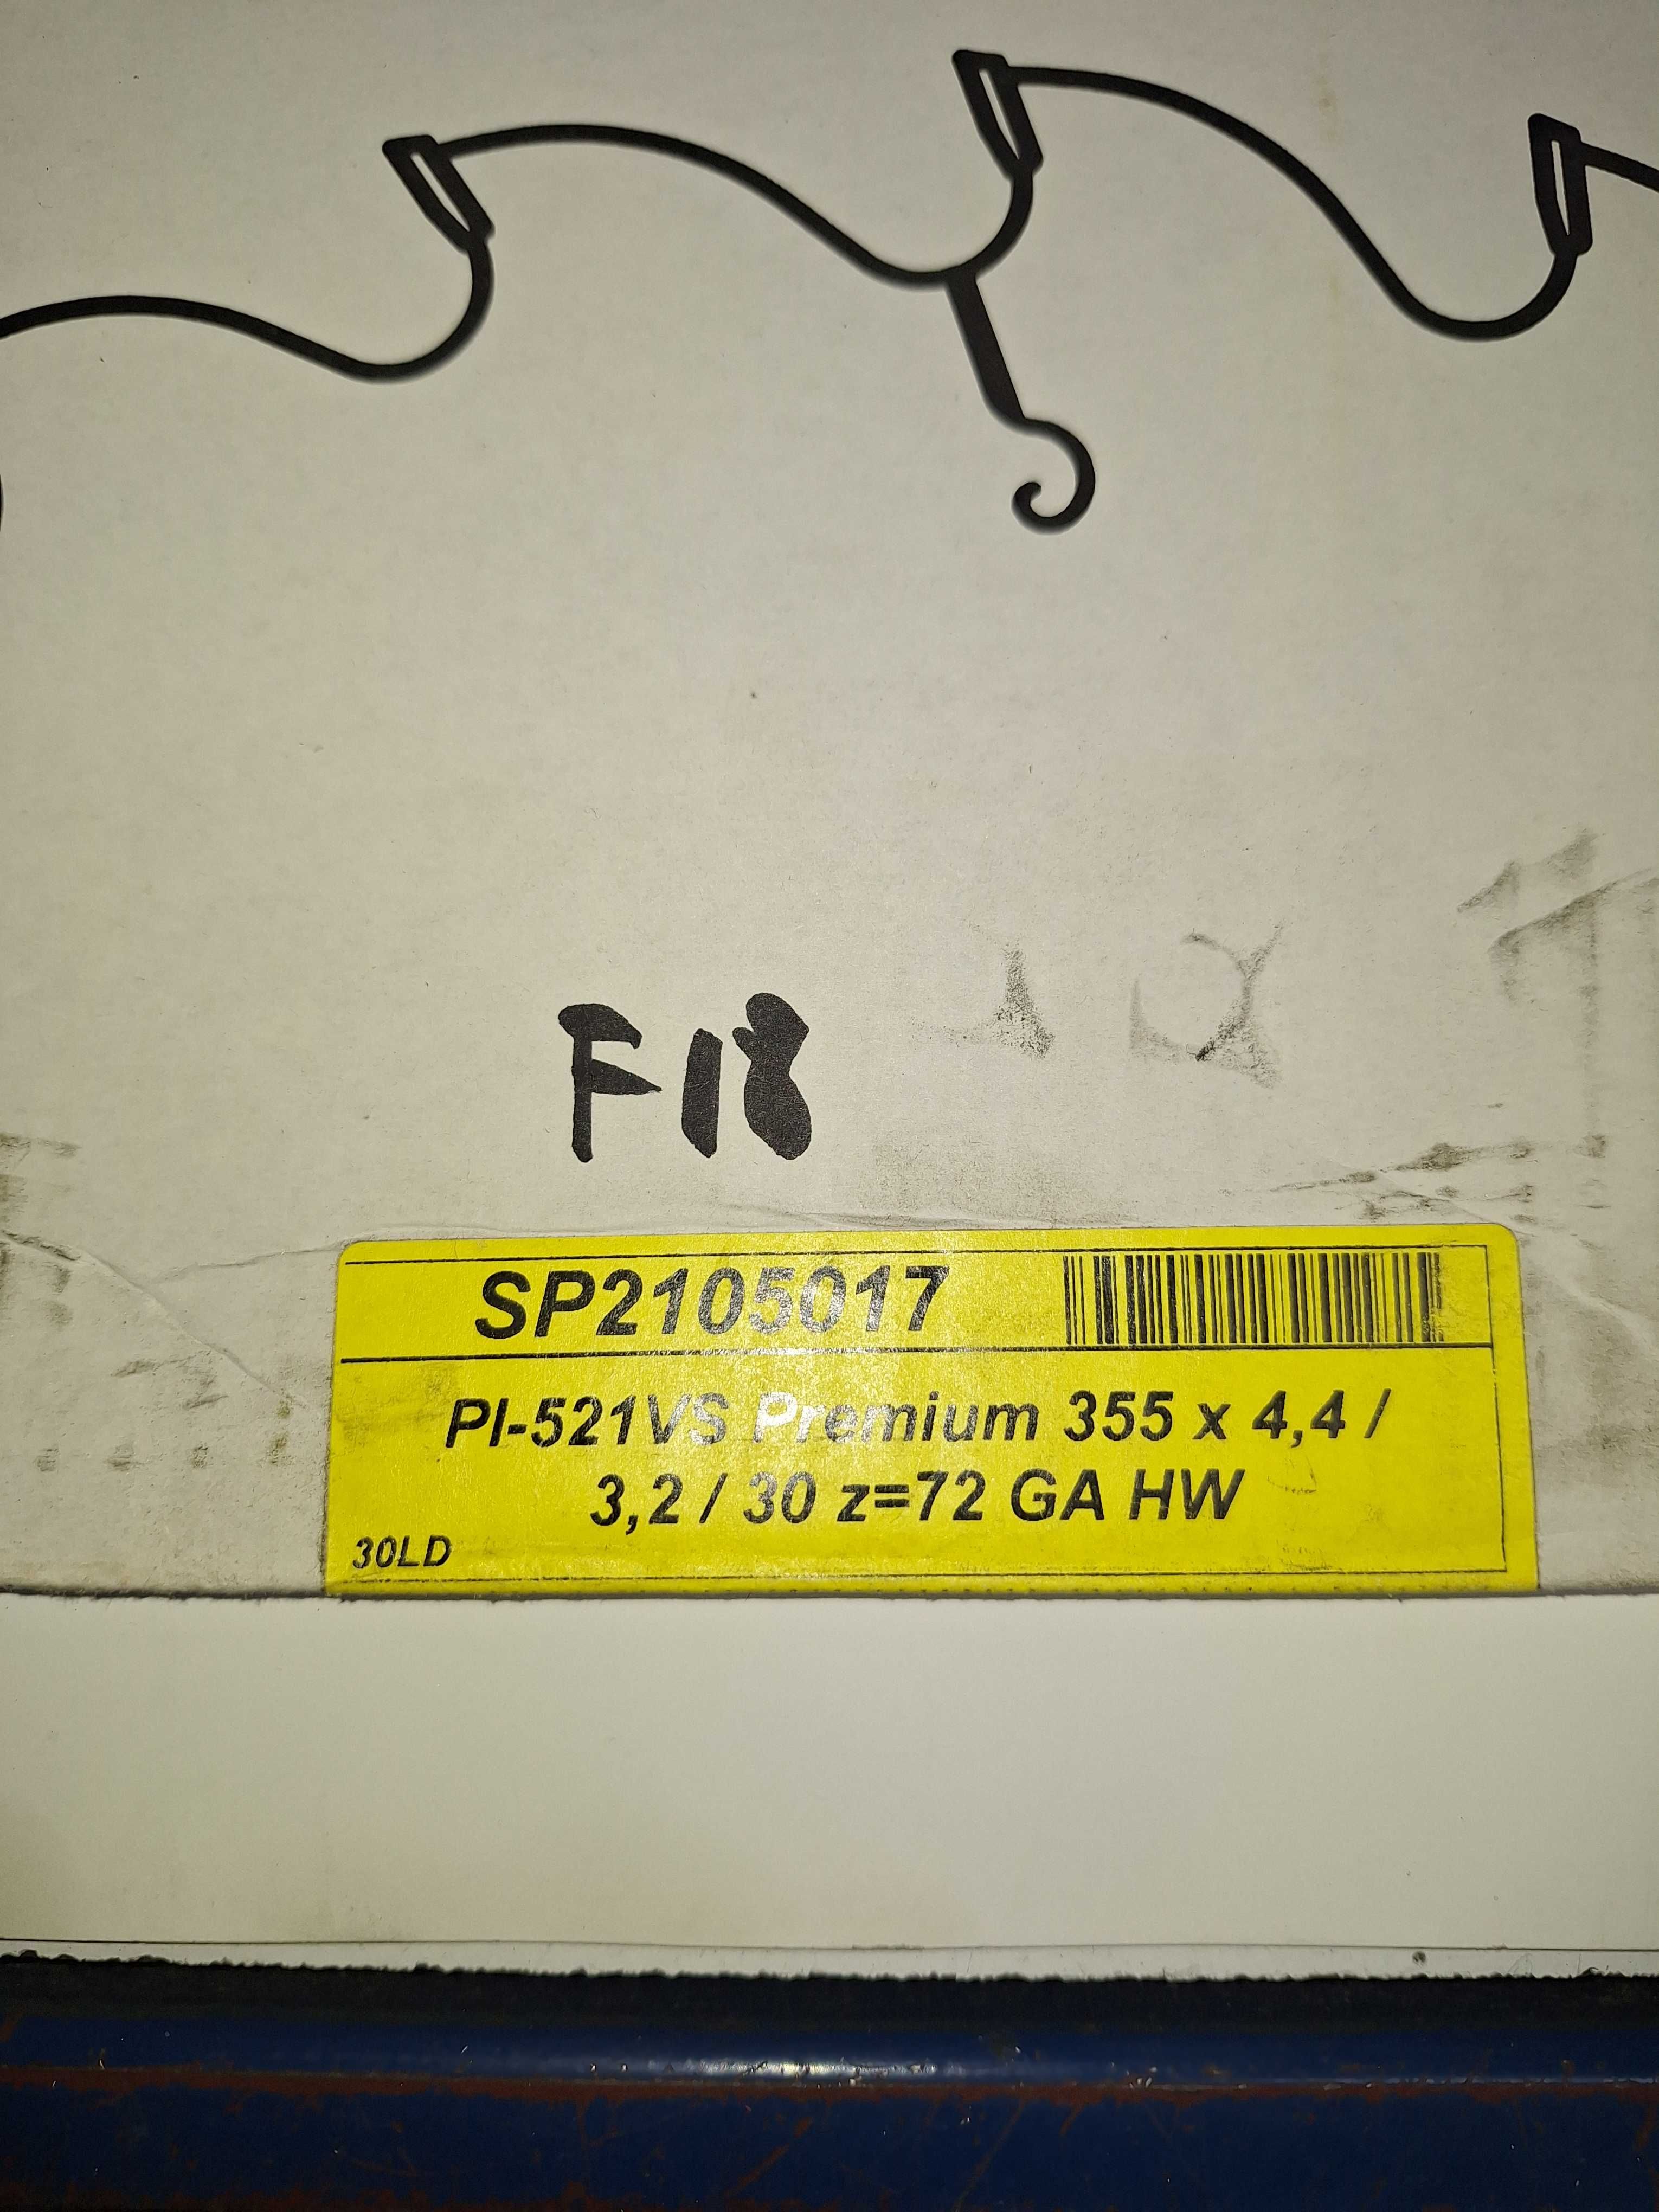 F18
SP2105017
PI-521VS Premium 355 x 4,4 /
3,2 / 30 z=72 GA HW
30LD